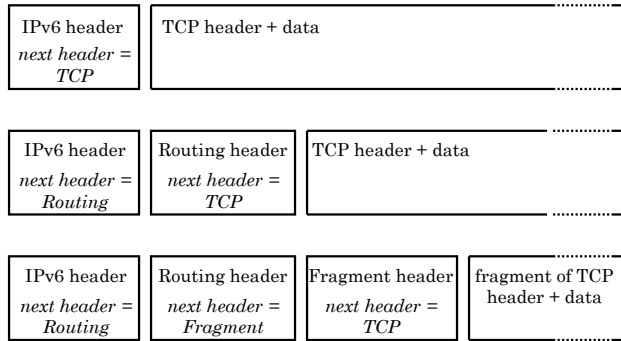 IPv6 header
next header =
TCP
TCP header + data
IPv6 header
next header =
Routing
Routing header
next header =
TCP
TCP header + data
IPv6 header
next header =
Routing
Routing header
next header =
Fragment
Fragment header
next header =
TCP
fragment of TCP
header + data